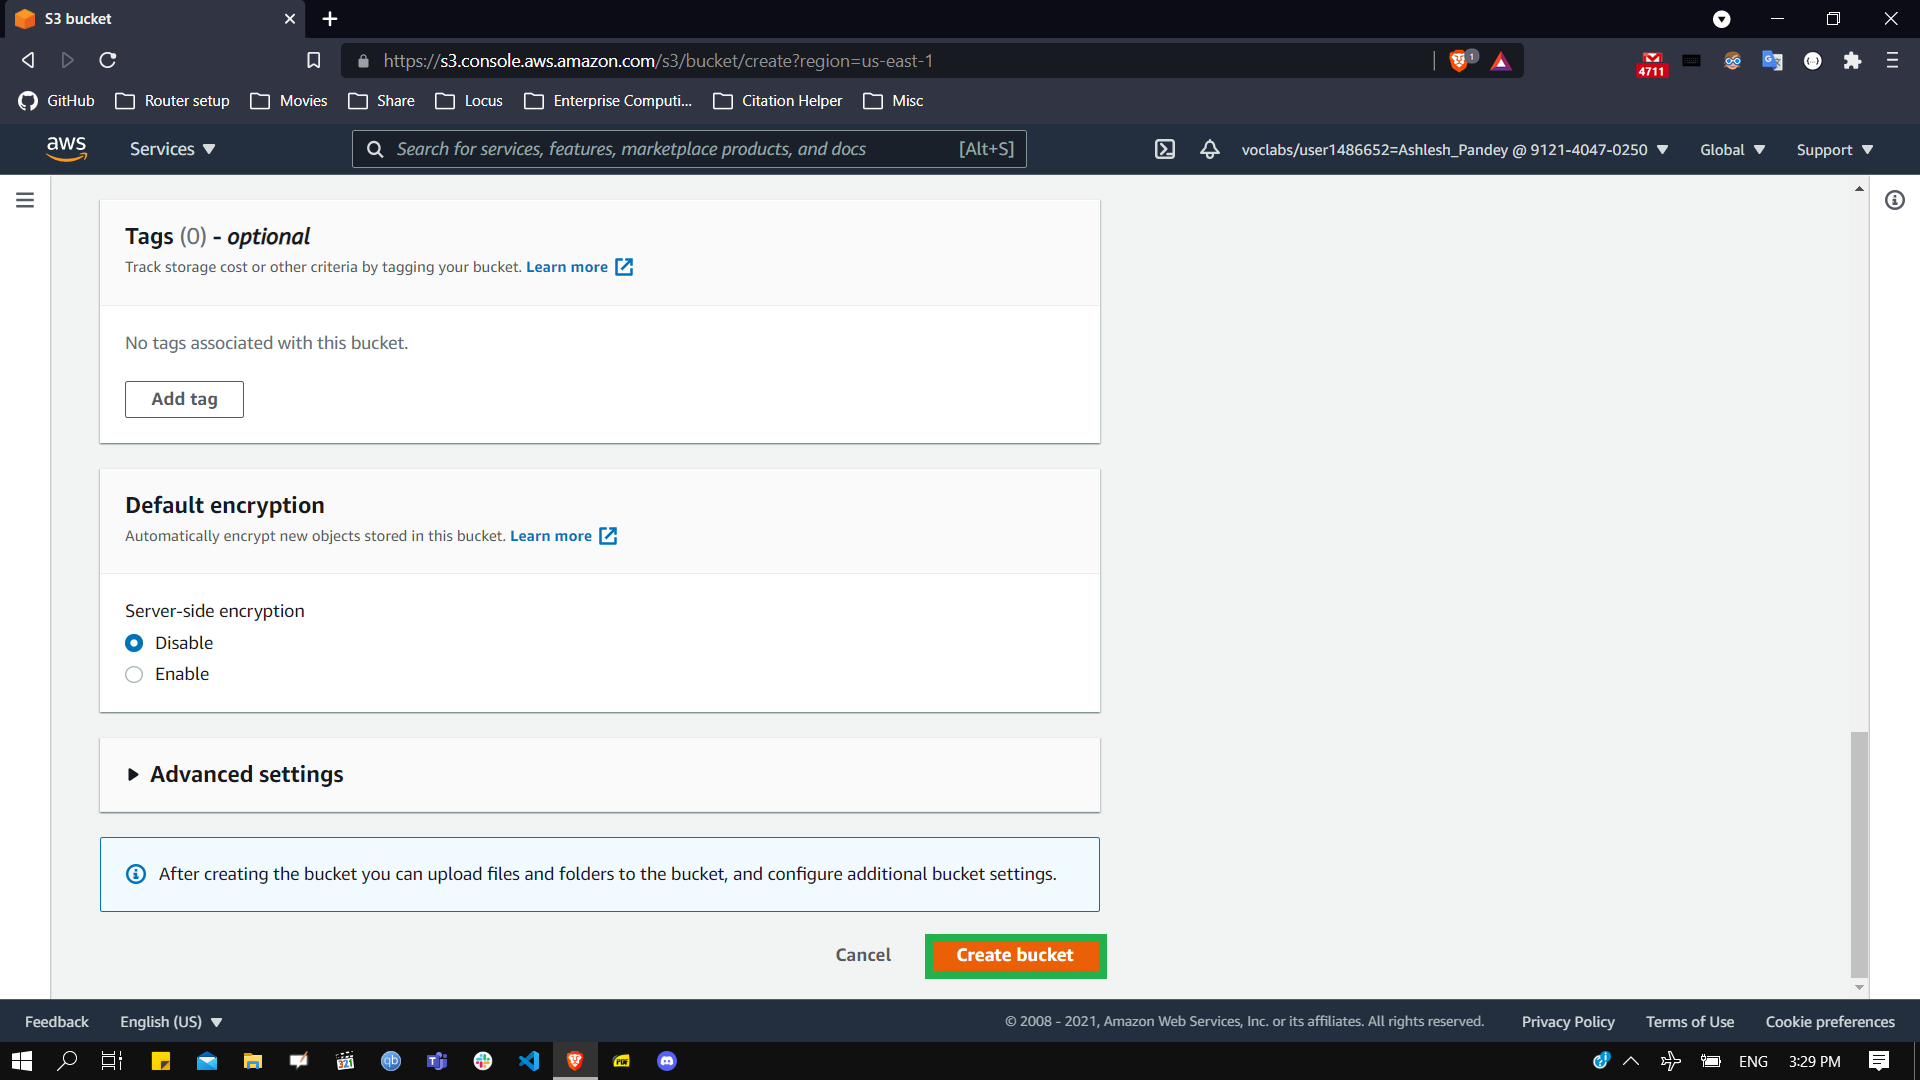 S3 bucket
https://s3.console.aws.amazon.com/s3/bucket/create?region=us-east-1
1
4711
GitHub
Router setup
Movies
Share
Locus
Enterprise Computi...
Citation Helper
Misc
aws
Services
Search for services, features, marketplace products, and docs
[Alt+S]
voclabs/user1486652=Ashlesh_Pandey @ 9121-4047-0250
Global
Support
Tags (0) - optional
Track storage cost or other criteria by tagging your bucket. Learn more
No tags associated with this bucket.
Add tag
Default encryption
Automatically encrypt new objects stored in this bucket. Learn more
Server-side encryption
Disable
Enable
Advanced settings
After creating the bucket you can upload files and folders to the bucket, and configure additional bucket settings.
Cancel
Create bucket
Feedback
English (US)
© 2008 - 2021, Amazon Web Services, Inc. or its affiliates. All rights reserved.
Privacy Policy
Terms of Use
Cookie preferences
321
qb
PDF
ENG
3:29 PM